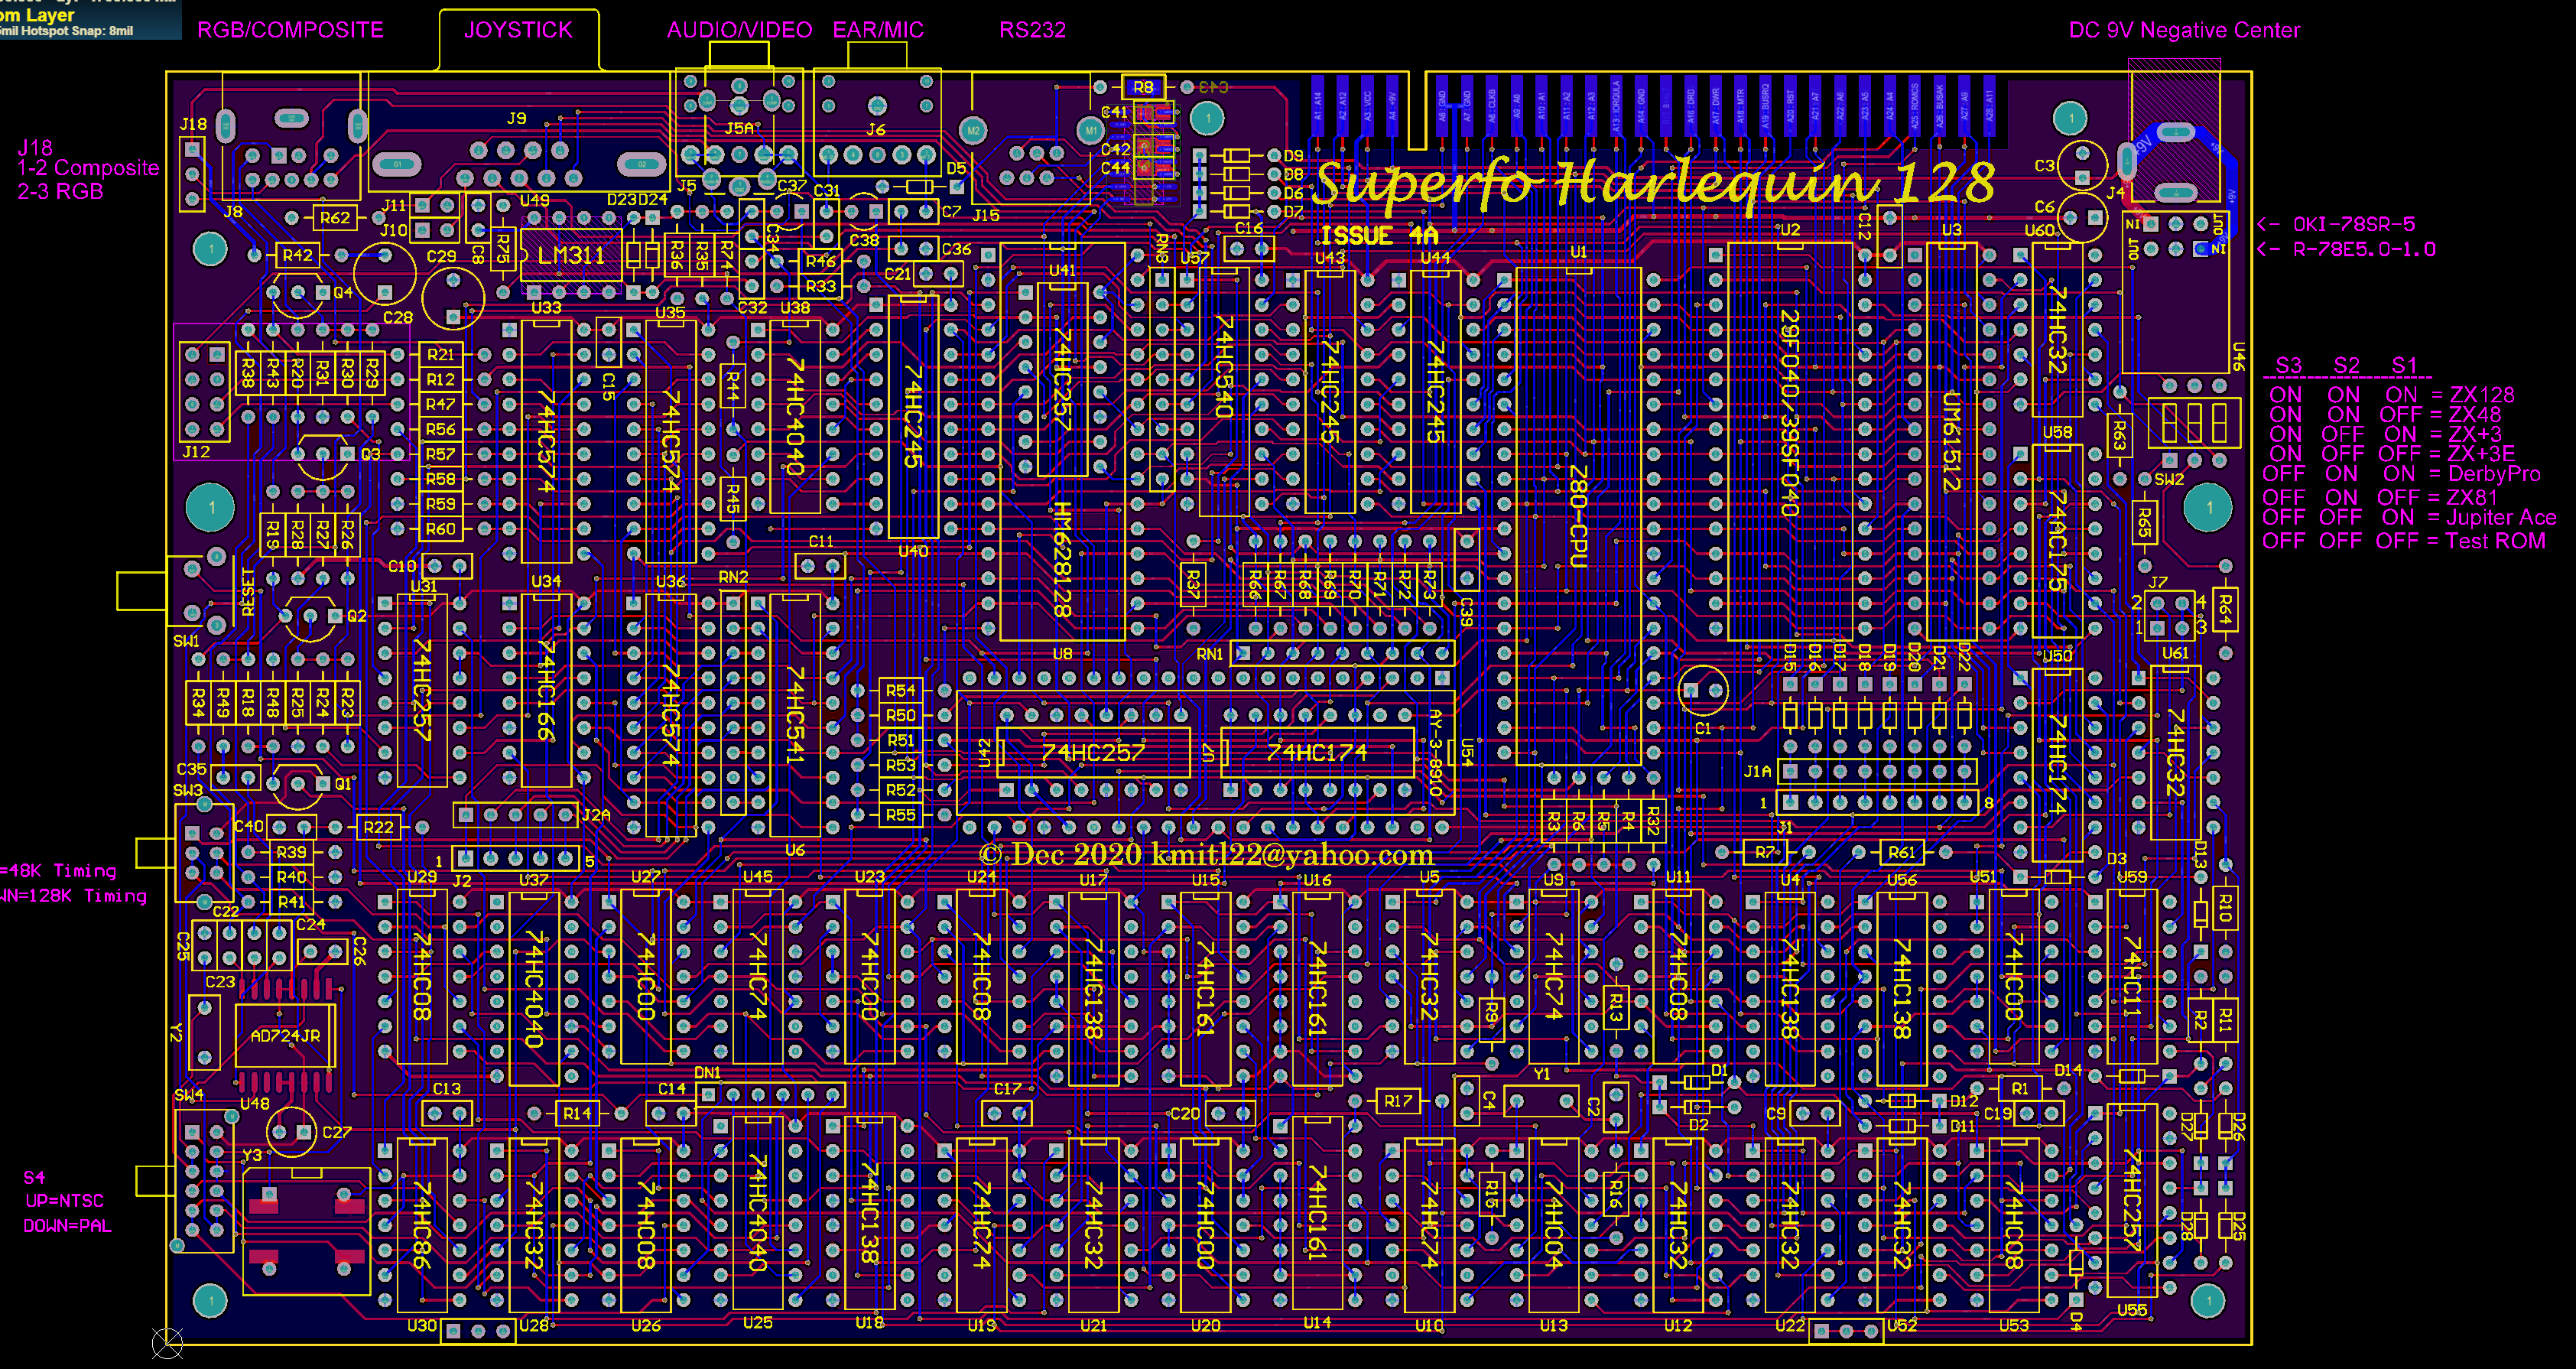 om Layer
5mil Hotspot Snap: 8mil
RGB/COMPOSITE
JOYSTICK
AUDIO/VIDEO
EAR/MIC
RS232
DC 9V Negative Center
J18
1-2 Composite
2-3 RGB
J18
J9
J5A
J6
M2
M1
R8
C43
C41
C42
C44
D5
D9
D8
D6
D7
Superfo Harlequin 128
ISSUE 4A
C3
J4
C6
<- OKI-78SR-5
<- R-78E5.0-1.0
J8
R62
J11
J10
C8
R75
U49
LM311
D23
D24
J5
C37
C31
C7
J15
R42
C29
R36
R35
R74
C34
R46
R33
C38
C36
C21
C16
RN8
U57
C12
Q4
C28
U33
U35
C32
U38
U41
U43
U44
U1
U2
U3
U60
IN
OUT
OUT
IN
U46
R38
R43
R20
R31
R30
R29
R21
R12
R47
R56
R57
R58
R59
R60
J12
Q3
74HC574
C15
74HC574
R44
R45
74HC4040
74HC245
74HC257
HM628128
74HC540
74HC245
74HC245
Z80-CPU
29F040/39SF040
UM61512
74HC32
U58
74AC175
R63
SW2
R65
S3 S2 S1
ON ON ON = ZX128
ON ON OFF = ZX48
ON OFF ON = ZX+3
ON OFF OFF = ZX+3E
OFF ON ON = DerbyPro
OFF ON OFF = ZX81
OFF OFF ON = Jupiter Ace
OFF OFF OFF = Test ROM
R19
R28
R27
R26
C10
C11
U40
RESET
SW1
Q2
U31
U34
U36
RN2
R37
R66
R67
R68
R69
R70
R71
R72
R73
C39
J7
2 4
1 3
R64
74HC257
74HC166
74HC574
74HC541
U8
RN1
D15
D16
D17
D18
D19
D20
D21
D22
U50
U61
R34
R49
R18
R48
R25
R24
R23
R54
R50
R51
R53
R52
R55
U42
74HC257
U7
74HC174
AY-3-8910
U54
C1
74HC174
74HC32
C35
SW3
Q1
J1A
1 8
J1
J2A
C40
R22
R39
R40
R41
1 5
J2
U6
R3
R6
R5
R4
R32
R7
R61
© Dec 2020 kmitl22@yahoo.com
=48K Timing
WN=128K Timing
U29
U37
U27
U45
U23
U24
U17
U15
U16
U5
U9
U11
U4
U56
U51
D3
U59
D13
C22
C24
C25
C26
C23
74HC08
74HC4040
74HC00
74HC74
74HC00
74HC08
74HC138
74HC161
74HC161
74HC32
R9
74HC74
R13
74HC08
74HC138
74HC138
74HC00
74HC11
R10
R2
R11
Y2
AD724JR
U48
SW4
C27
Y3
C13
R14
C14
DN1
C17
C20
R17
C4
Y1
C2
D1
D2
C9
D12
D11
R1
C19
D14
D27
D26
S4
UP=NTSC
DOWN=PAL
74HC86
74HC32
74HC08
74HC4040
74HC138
74HC74
74HC32
74HC00
74HC161
74HC74
R15
74HC04
R16
74HC32
74HC32
74HC32
74HC08
74HC257
D28
D25
D4
U30
U28
U26
U25
U18
U19
U21
U20
U14
U10
U13
U12
U22
U52
U53
U55